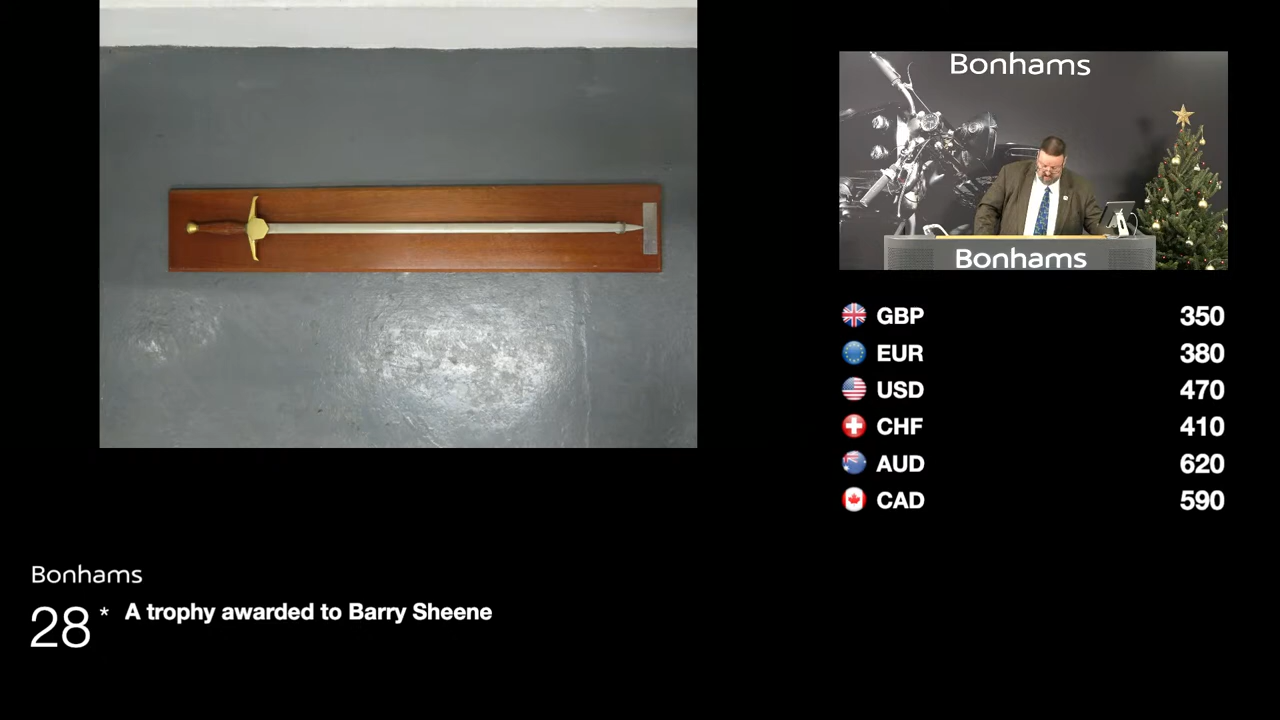 Bonhams
Bonhams
GBP 350
EUR 380
USD 470
CHF 410
AUD 620
CAD 590
Bonhams
28 * A trophy awarded to Barry Sheene